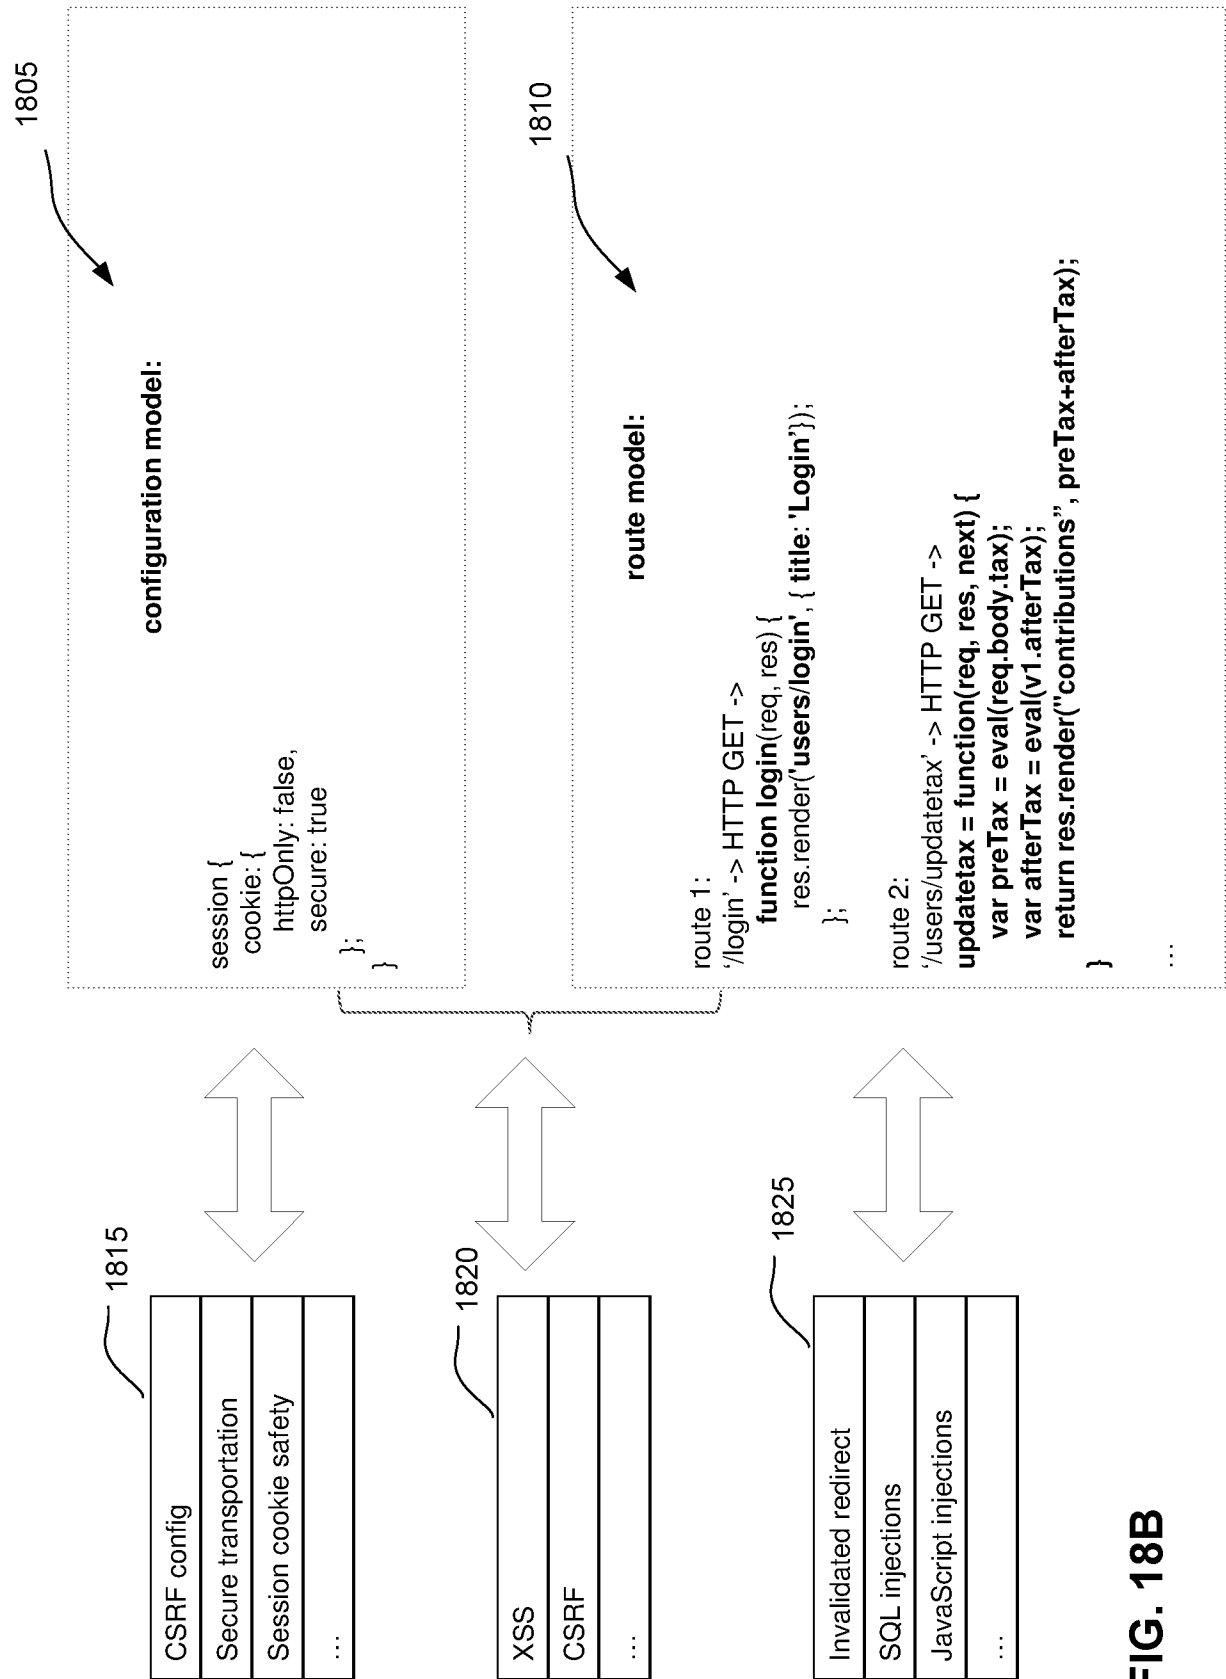 1805
configuration model:
session {
cookie: {
httpOnly: false,
secure: true
};
}
1810
route model:
route 1:
‘/login’ -> HTTP GET ->
function login(req, res) {
res.render('users/login', { title: 'Login'});
};
route 2:
‘/users/updatetax’ -> HTTP GET ->
updatetax = function(req, res, next) {
var preTax = eval(req.body.tax);
var afterTax = eval(v1.afterTax);
return res.render("contributions”, preTax+afterTax);
}
…
1815
CSRF config
Secure transportation
Session cookie safety
…
1820
XSS
CSRF
…
1825
Invalidated redirect
SQL injections
JavaScript injections
…
FIG. 18B